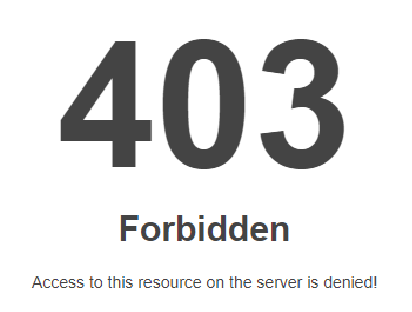 403
Forbidden
Access to this resource on the server is denied!